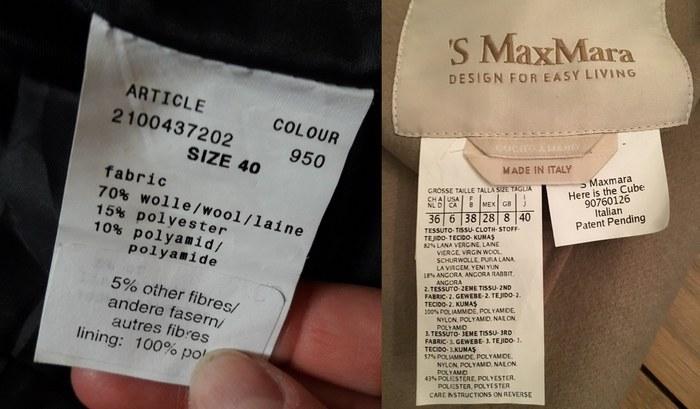 ARTICLE
2100437202
COLOUR
950
SIZE 40
fabric
70% wolle/wool/laine
15% polyester
10% polyamid/
polyamide
5% other fibres/
andere fasern/
autres fibres
lining: 100% pol
'S MaxMara
DESIGN FOR EASY LIVING
MADE IN ITALY
GROSSE TAILLE TALLA SIZE TAGLIA
CH A NL D USA CA F B MEX GB I J
36 6 38 28 8 40
TESSUTO-TISSU-CLOTH-STOFF-
TEJIDO-TECIDO-KUMAŞ
82% LANA VERGINE, LAINE
VIERGE, VIRGIN WOOL,
SCHURWOLLE, PURA LANA,
LA VIRGEM, YENI YUN
18% ANGORA, ANGORA RABBIT,
ANGORA
2. TESSUTO-2EME TISSU-2ND
FABRIC-2. GEWEBE-2. TEJIDO-2.
TECIDO-2. KUMAŞ
100% POLIAMMIDE, POLYAMIDE,
NYLON, POLYAMID, NAILON,
POLYAMID
3. TESSUTO-3EME TISSU-3RD
FABRIC-3. GEWEBE-3. TEJIDO-3.
TECIDO-3.KUMAŞ
57% POLIAMMIDE, POLYAMIDE,
NYLON, POLYAMID, NAILON,
POLYAMID
43% POLIESTERE, POLYESTER,
POLIESTER, POLYESTER
CARE INSTRUCTIONS ON REVERSE
S Maxmara
Here is the Cube
90760126
Italian
Patent Pending